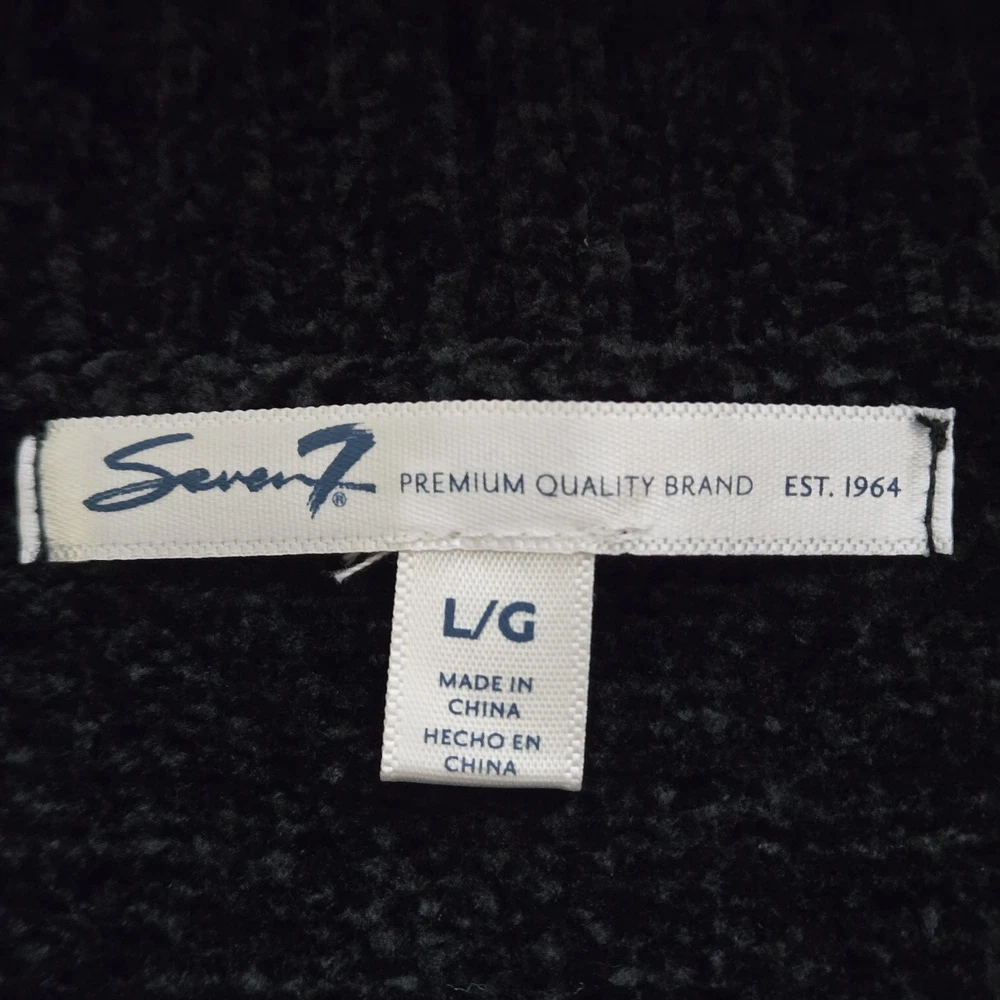 Seven7® PREMIUM QUALITY BRAND EST. 1964
L/G
MADE IN
CHINA
HECHO EN
CHINA